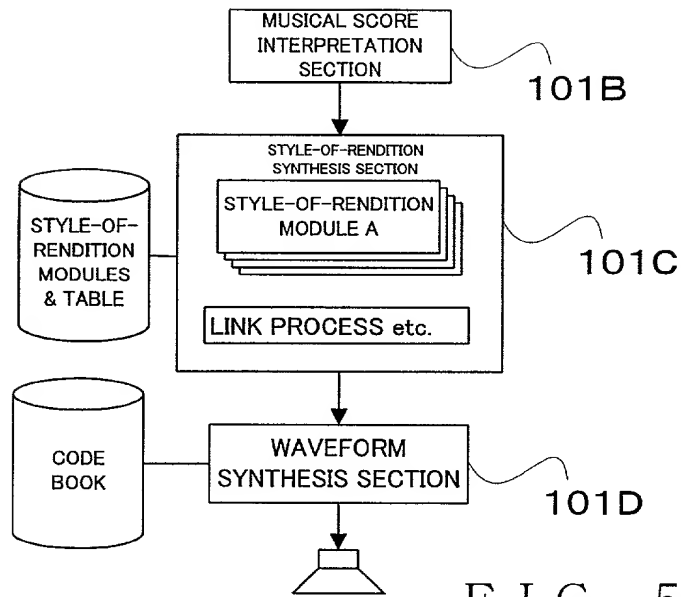 MUSICAL SCORE
INTERPRETATION
SECTION
101B
STYLE-OF-RENDITION
SYNTHESIS SECTION
STYLE-OF-RENDITION
MODULE A
STYLE-OF-
RENDITION
MODULES
& TABLE
101C
LINK PROCESS etc.
CODE
BOOK
WAVEFORM
SYNTHESIS SECTION
101D
FIG. 5